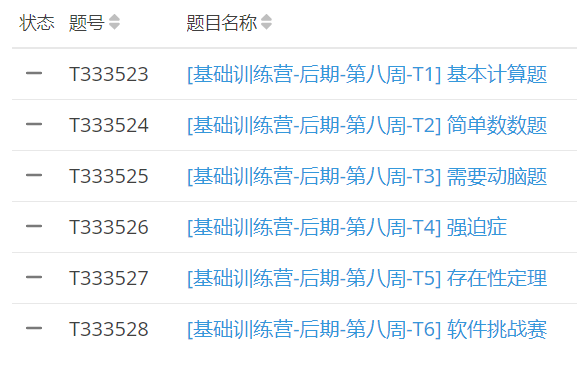 状态 题号 题目名称
T333523 [基础训练营-后期-第八周-T1] 基本计算题
T333524 [基础训练营-后期-第八周-T2] 简单数数题
T333525 [基础训练营-后期-第八周-T3] 需要动脑题
T333526 [基础训练营-后期-第八周-T4] 强迫症
T333527 [基础训练营-后期-第八周-T5] 存在性定理
T333528 [基础训练营-后期-第八周-T6] 软件挑战赛